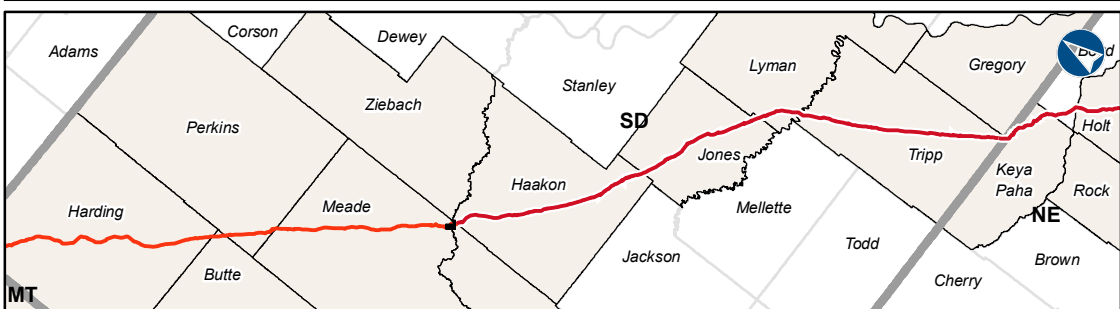 Corson
Dewey
Adams
Lyman
Gregory
Stanley
Ziebach
SD
Perkins
Holt
Jones
Tripp
Keya
Paha
Haakon
Rock
Meade
Mellette
Harding
NE
Todd
Jackson
Brown
Butte
Cherry
MT